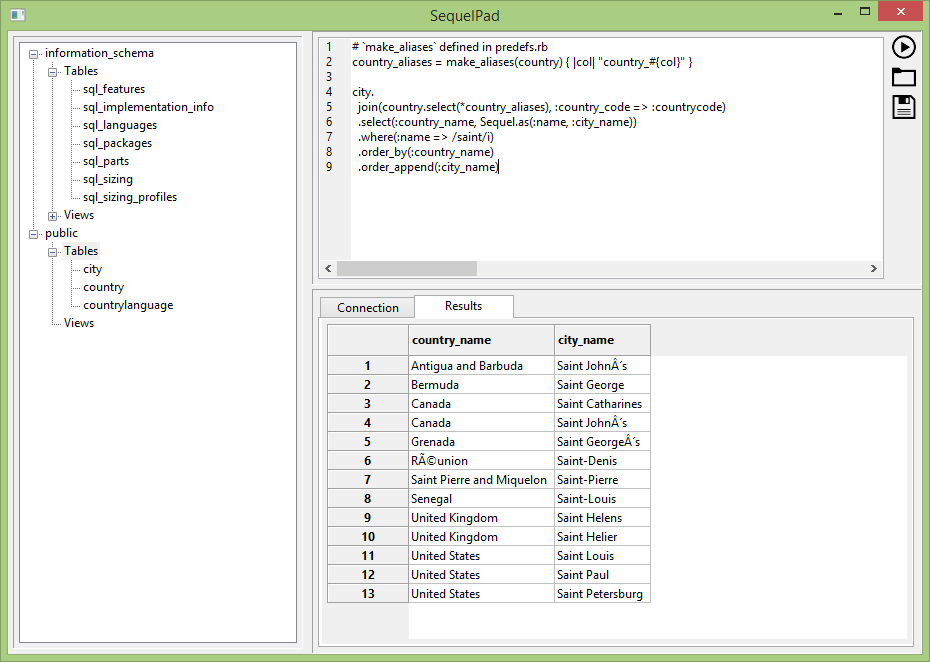 SequelPad
information_schema
Tables
sql_features
sql_implementation_info
sql_languages
sql_packages
sql_parts
sql_sizing
sql_sizing_profiles
Views
public
Tables
city
country
countrylanguage
Views
1 # `make_aliases` defined in predefs.rb
2 country_aliases = make_aliases(country) { |col| "country_#{col}" }
3
4 city.
5 join(country.select(*country_aliases), :country_code => :countrycode)
6 .select(:country_name, Sequel.as(:name, :city_name))
7 .where(:name => /saint/i)
8 .order_by(:country_name)
9 .order_append(:city_name)
Connection Results
country_name city_name
1 Antigua and Barbuda Saint JohnÂ´s
2 Bermuda Saint George
3 Canada Saint Catharines
4 Canada Saint JohnÂ´s
5 Grenada Saint GeorgeÂ´s
6 RÃ©union Saint-Denis
7 Saint Pierre and Miquelon Saint-Pierre
8 Senegal Saint-Louis
9 United Kingdom Saint Helens
10 United Kingdom Saint Helier
11 United States Saint Louis
12 United States Saint Paul
13 United States Saint Petersburg